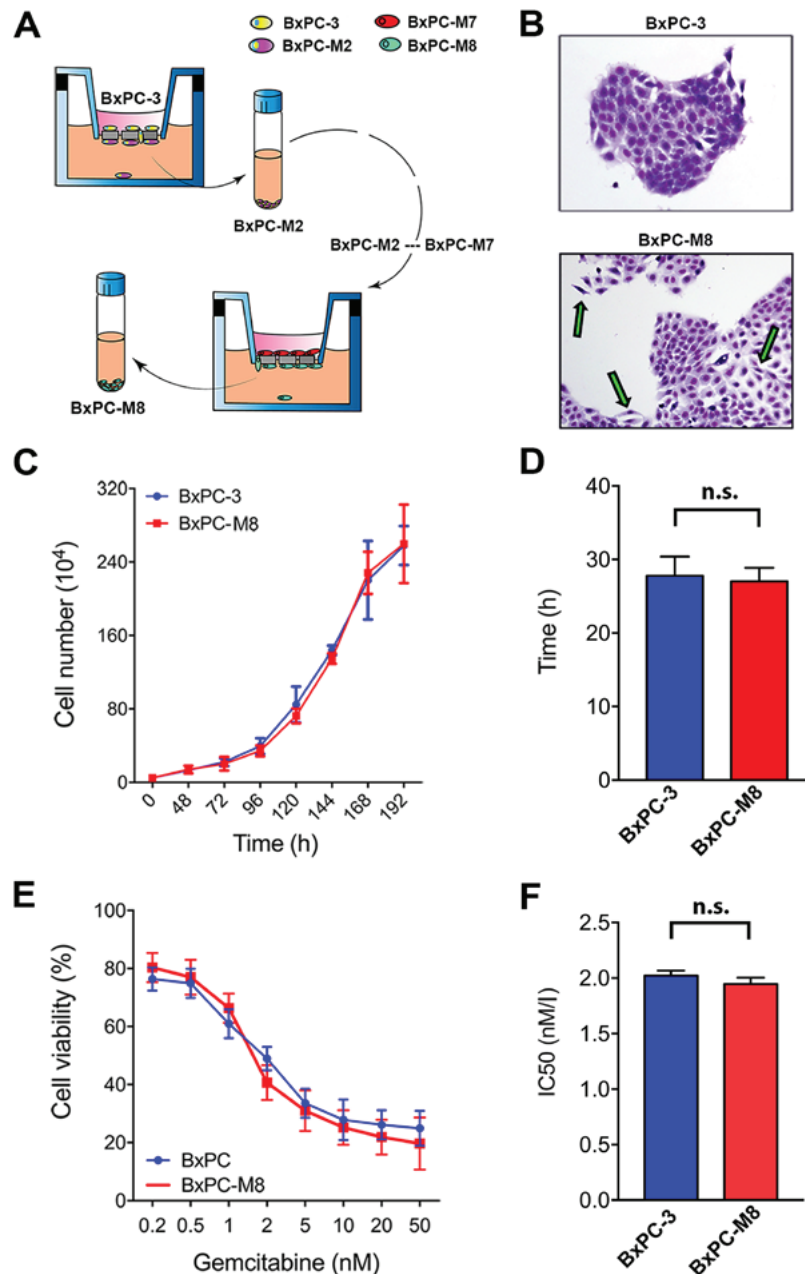 A
BxPC-3
BxPC-M7
BxPC-M2
BxPC-M8
BxPC-3
BxPC-M2
BxPC-M2 --- BxPC-M7
BxPC-M8
B
BxPC-3
BxPC-M8
C
BxPC-3
BxPC-M8
Cell number (10⁴)
320
240
160
80
0
0 48 72 96 120 144 168 192
Time (h)
D
n.s.
Time (h)
40
30
20
10
0
BxPC-3 BxPC-M8
E
Cell viability (%)
100
80
60
40
20
0
BxPC
BxPC-M8
0.2 0.5 1 2 5 10 20 50
Gemcitabine (nM)
F
n.s.
IC50 (nM/l)
2.5
2.0
1.5
1.0
0.5
0.0
BxPC-3 BxPC-M8